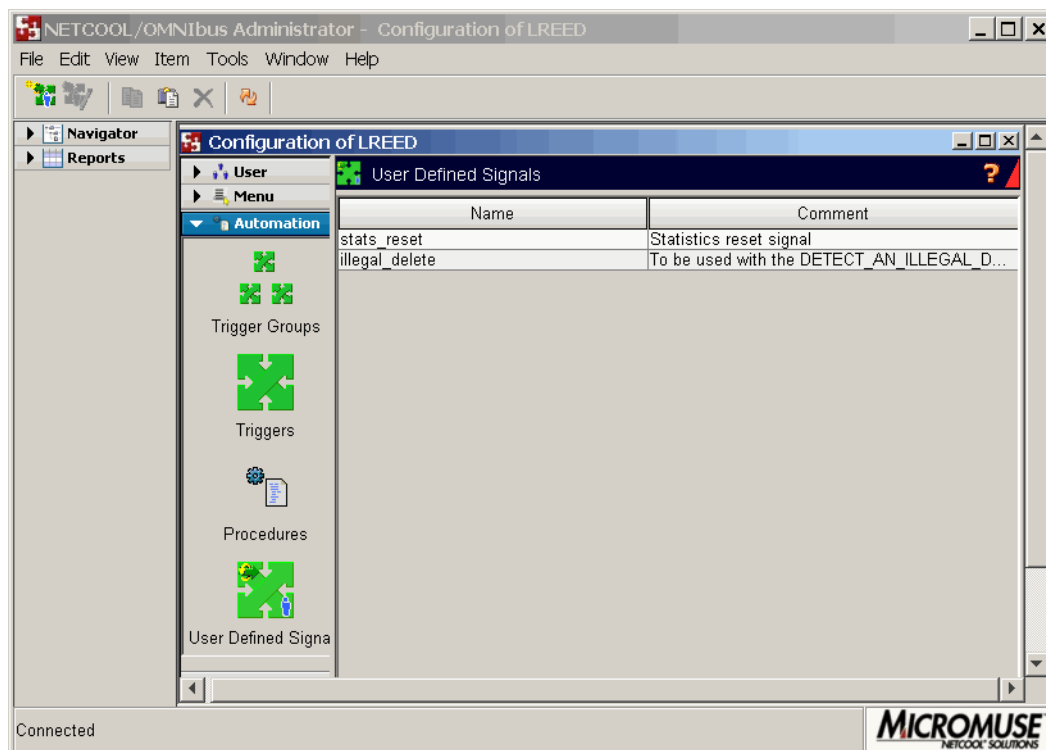 NETCOOL/OMNIbus Administrator - Configuration of LREED
File Edit View Item Tools Window Help
Navigator
Reports
Configuration of LREED
User
Menu
Automation
Trigger Groups
Triggers
Procedures
User Defined Signa
User Defined Signals
?
Name Comment
stats_reset Statistics reset signal
illegal_delete To be used with the DETECT_AN_ILLEGAL_D...
Connected
MICROMUSE
NETCOOL SOLUTIONS